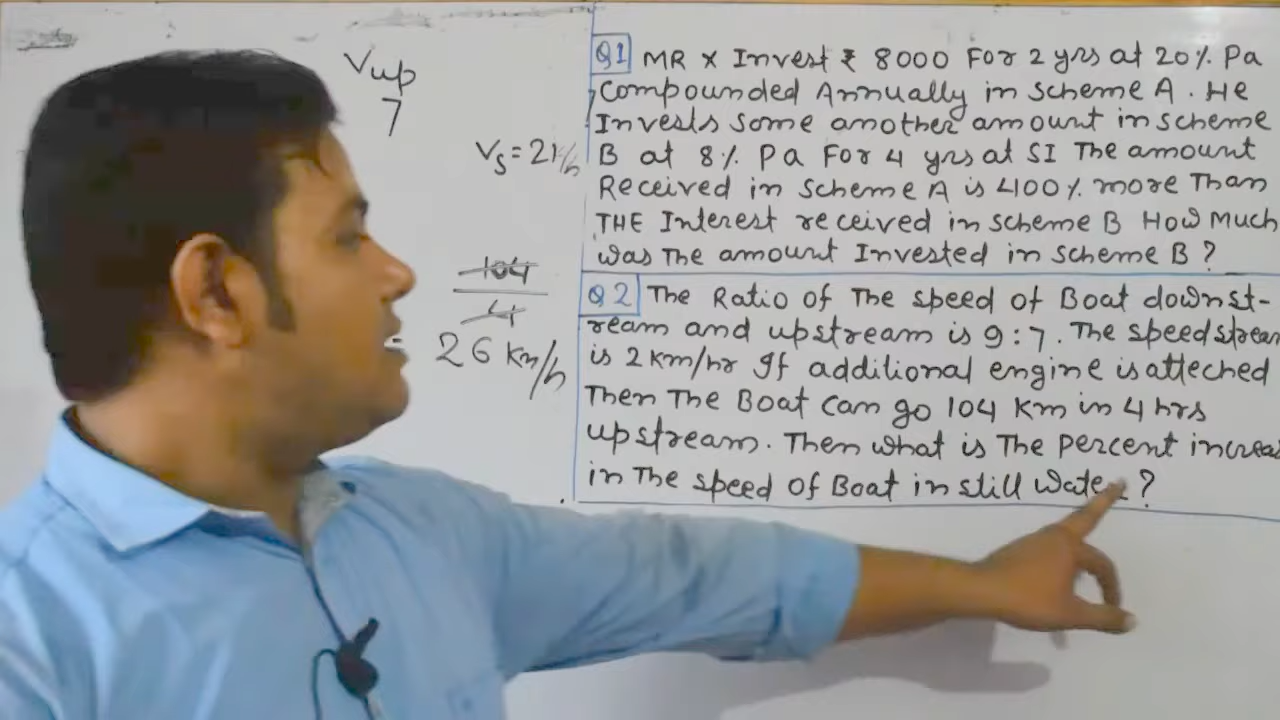 Vup
7
Vs = 2k/h
104
4
26 km/h
Q1 MR X Invest ₹ 8000 For 2 yrs at 20% Pa
Compounded Annually in scheme A. He
Invests some another amount in scheme
B at 8% Pa For 4 yrs at SI The amount
Received in scheme A is 400% more Than
THE Interest received in scheme B How Much
was The amount Invested in scheme B?
Q2 The Ratio of The speed of Boat downst-
ream and upstream is 9:7. The speed strea
is 2 km/hr If additional engine is atteched
Then The Boat can go 104 Km in 4 hrs
upstream. Then what is The Percent increa
in The speed of Boat in still Wate ?